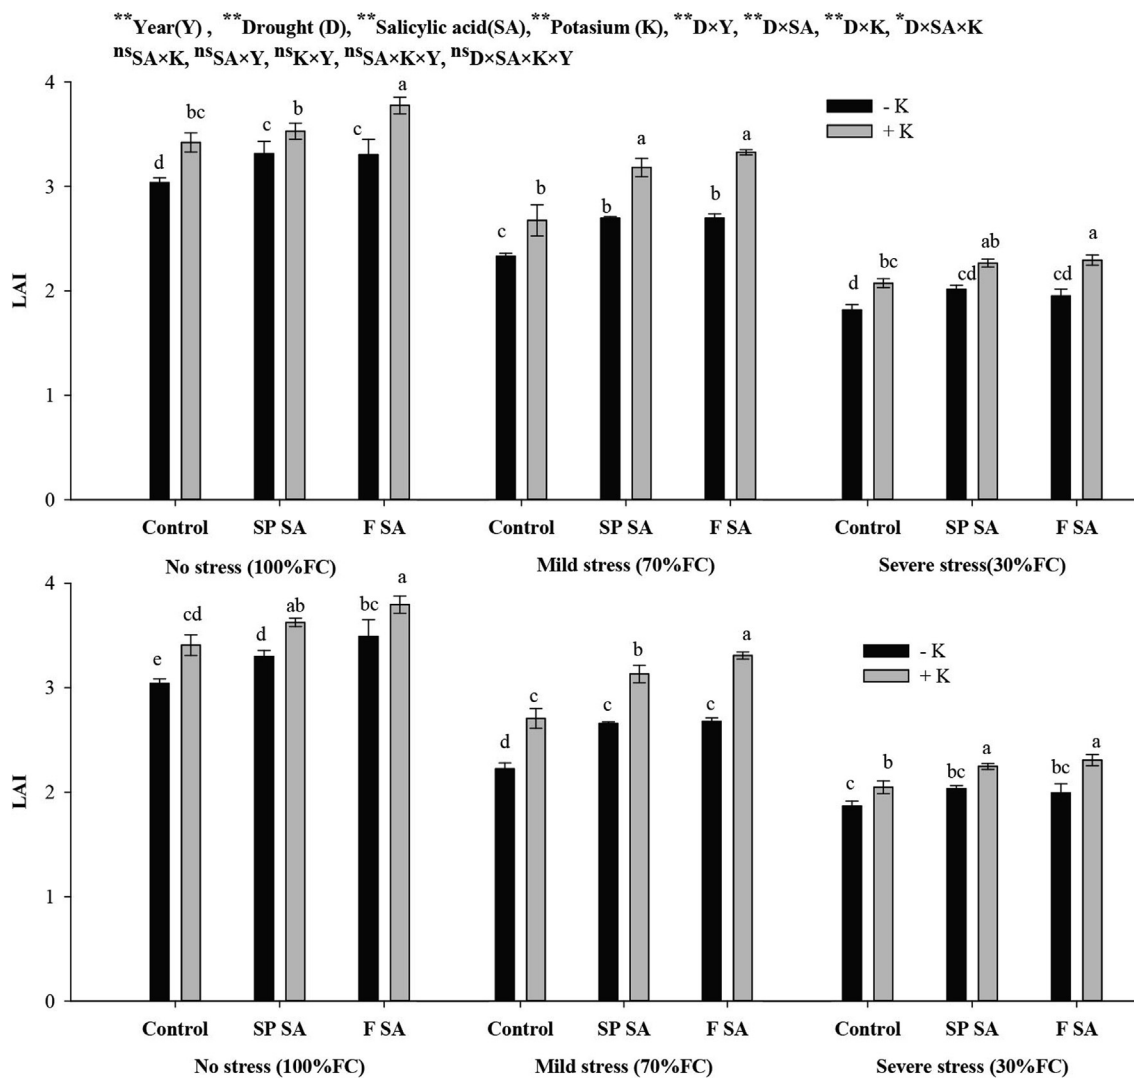 **Year(Y) , **Drought (D), **Salicylic acid(SA),**Potasium (K), **D×Y, **D×SA, **D×K, *D×SA×K
nsSA×K, nsSA×Y, nsK×Y, nsSA×K×Y, nsD×SA×K×Y
LAI
4
3
2
1
0
- K
+ K
d bc c b c a
c b b a b a
d bc cd ab cd a
Control SP SA F SA Control SP SA F SA Control SP SA F SA
No stress (100%FC) Mild stress (70%FC) Severe stress(30%FC)
LAI
4
3
2
1
0
- K
+ K
e cd d ab bc a
d c c b c a
c b bc a bc a
Control SP SA F SA Control SP SA F SA Control SP SA F SA
No stress (100%FC) Mild stress (70%FC) Severe stress (30%FC)